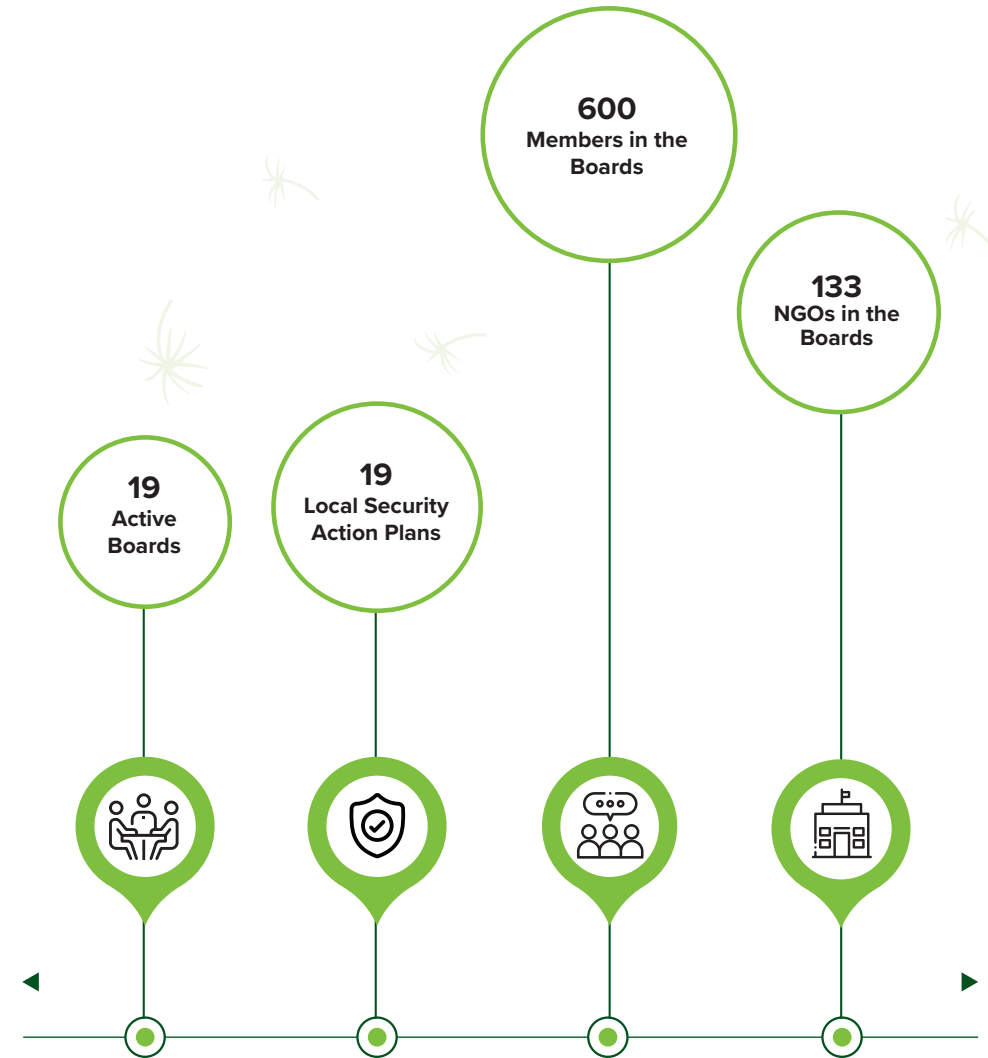 600
Members in the
Boards
133
NGOs in the
Boards
19
Local Security
Action Plans
19
Active
Boards